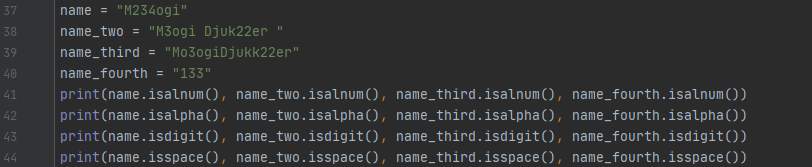 37 name = "M234ogi"
38 name_two = "M3ogi Djuk22er "
39 name_third = "Mo3ogiDjukk22er"
40 name_fourth = "133"
41 print(name.isalnum(), name_two.isalnum(), name_third.isalnum(), name_fourth.isalnum())
42 print(name.isalpha(), name_two.isalpha(), name_third.isalpha(), name_fourth.isalpha())
43 print(name.isdigit(), name_two.isdigit(), name_third.isdigit(), name_fourth.isdigit())
44 print(name.isspace(), name_two.isspace(), name_third.isspace(), name_fourth.isspace())